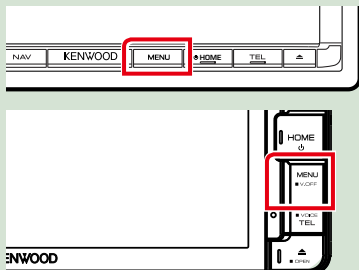 NAV KENWOOD MENU HOME TEL
HOME
MENU
V.OFF
VOICE
TEL
ENWOOD
OPEN